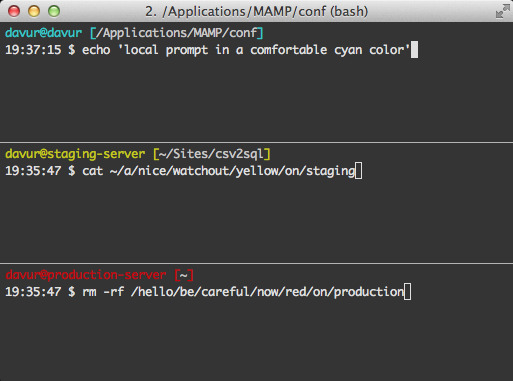 2. /Applications/MAMP/conf (bash)
davur@davur [/Applications/MAMP/conf]
19:37:15 $ echo 'local prompt in a comfortable cyan color'
davur@staging-server [~/Sites/csv2sql]
19:35:47 $ cat ~/a/nice/watchout/yellow/on/staging
davur@production-server [~]
19:35:47 $ rm -rf /hello/be/careful/now/red/on/production